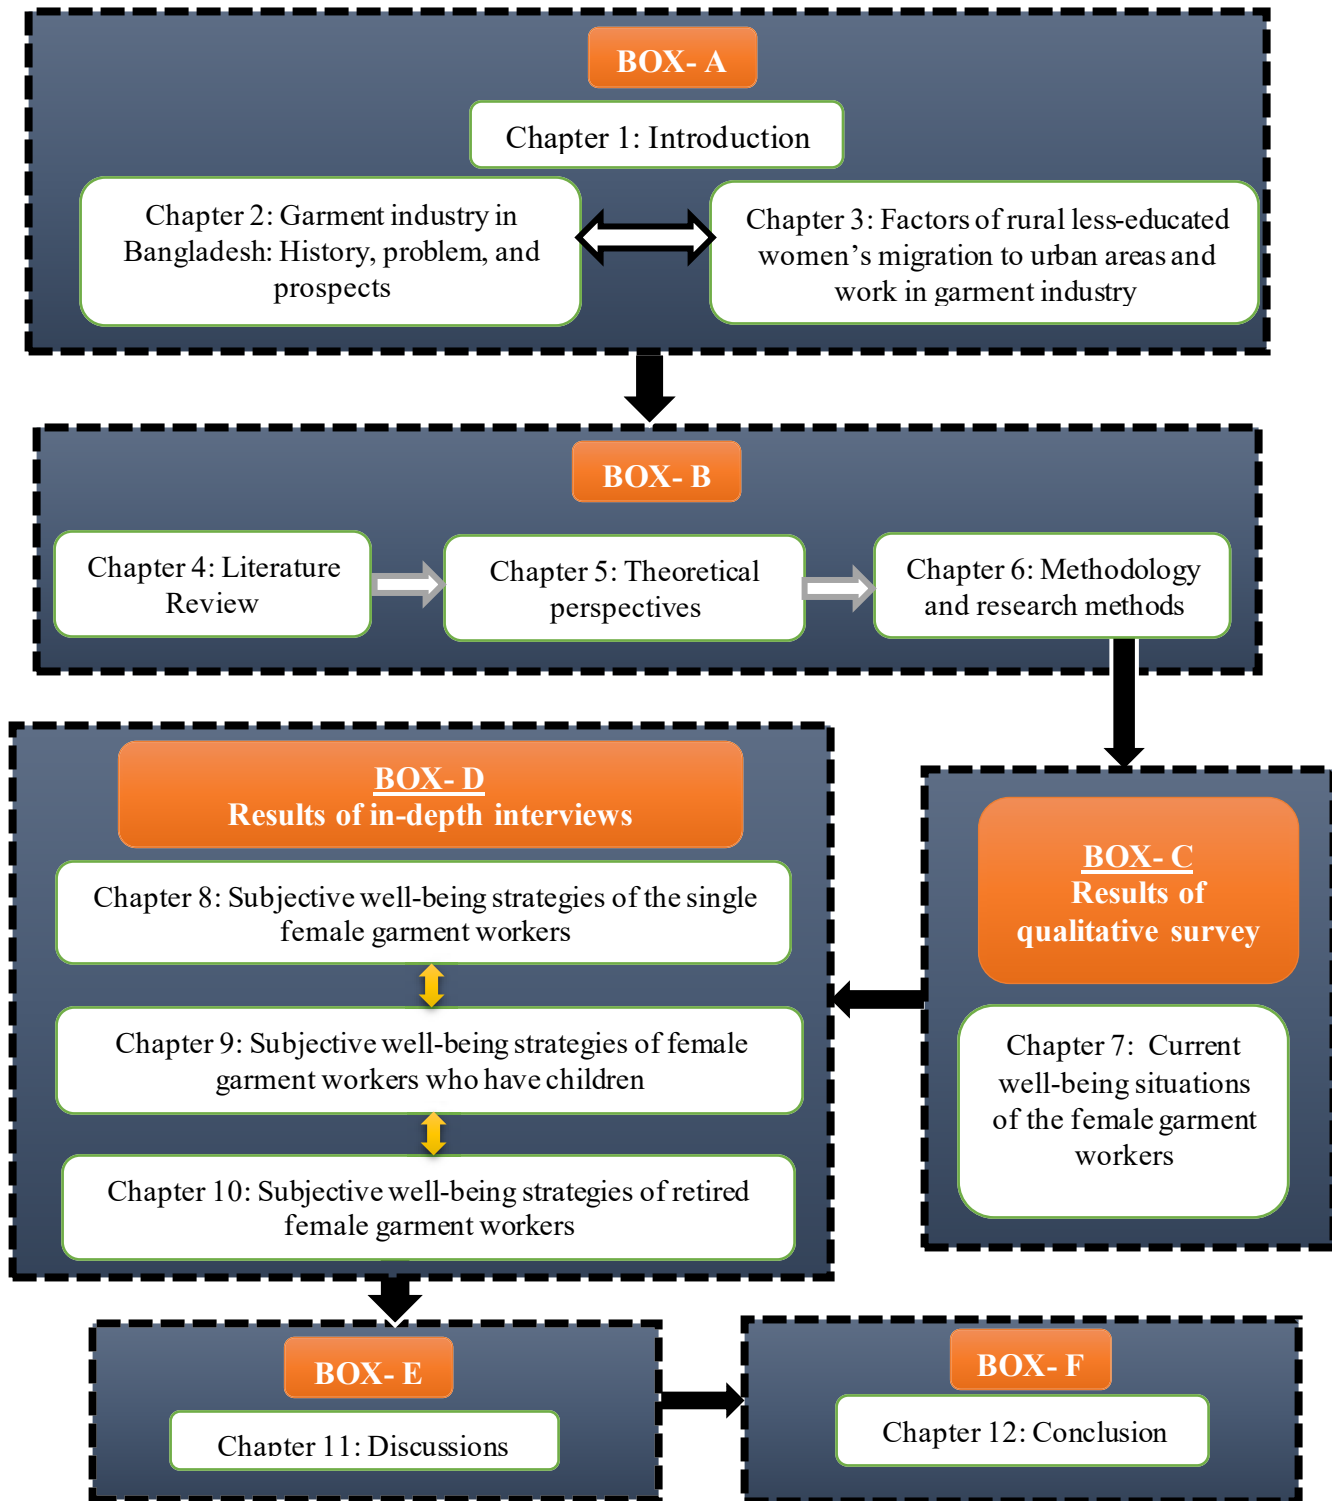 BOX- A
Chapter 1: Introduction
Chapter 2: Garment industry in
Bangladesh: History, problem, and
prospects
Chapter 3: Factors of rural less-educated
women’s migration to urban areas and
work in garment industry
BOX- B
Chapter 4: Literature
Review
Chapter 5: Theoretical
perspectives
Chapter 6: Methodology
and research methods
BOX- C
Results of
qualitative survey
Chapter 7: Current
well-being situations
of the female garment
workers
BOX- D
Results of in-depth interviews
Chapter 8: Subjective well-being strategies of the single
female garment workers
Chapter 9: Subjective well-being strategies of female
garment workers who have children
Chapter 10: Subjective well-being strategies of retired
female garment workers
BOX- E
Chapter 11: Discussions
BOX- F
Chapter 12: Conclusion